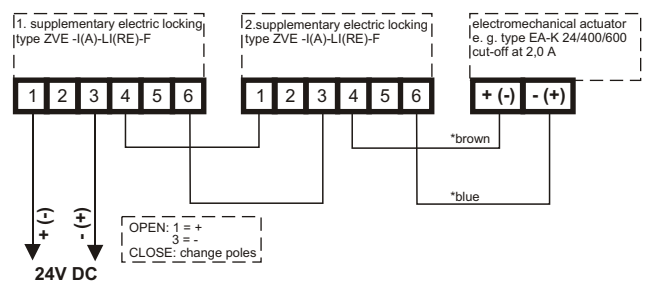 1. supplementary electric locking
type ZVE -I(A)-LI(RE)-F
2.supplementary electric locking
type ZVE -I(A)-LI(RE)-F
electromechanical actuator
e. g. type EA-K 24/400/600
cut-off at 2,0 A
1 2 3 4 5 6
1 2 3 4 5 6
+ (-) - (+)
*brown
*blue
+ (-)
- (+)
OPEN: 1 = +
3 = -
CLOSE: change poles
24V DC